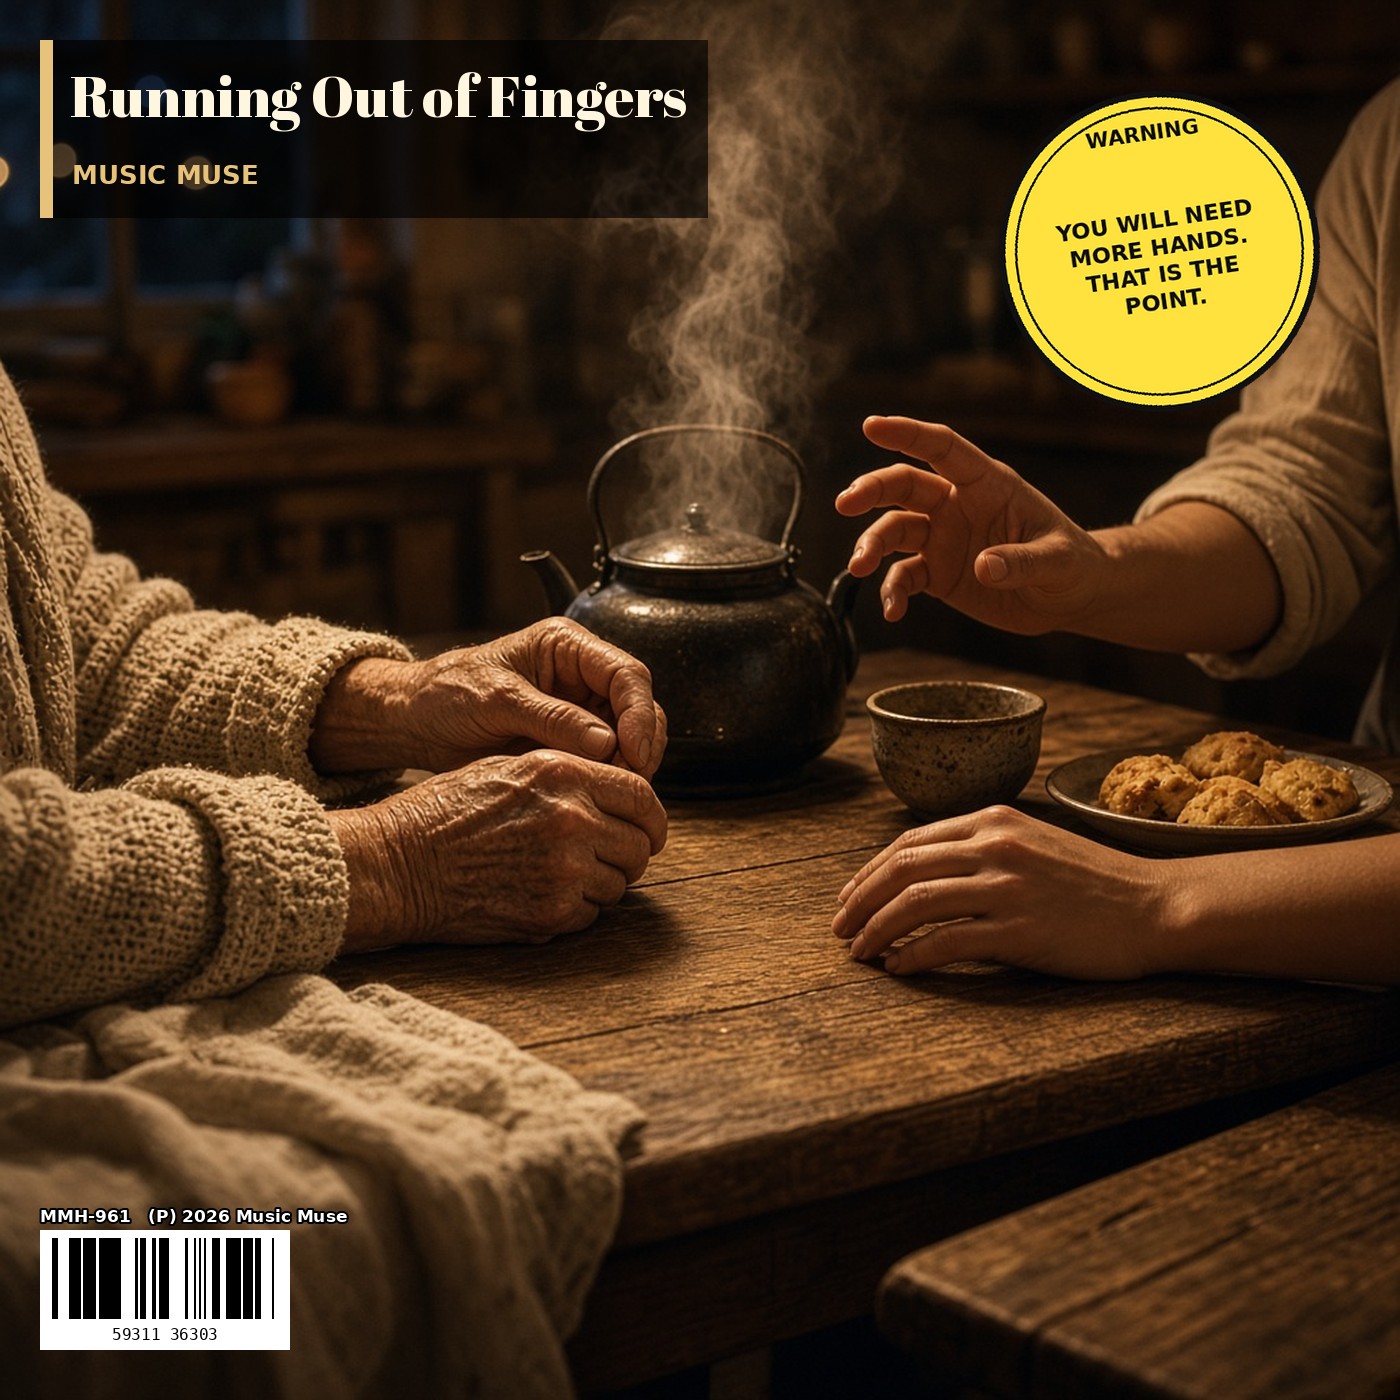 Running Out of Fingers
MUSIC MUSE
WARNING
YOU WILL NEED
MORE HANDS.
THAT IS THE
POINT.
MMH-961 (P) 2026 Music Muse
59311 36303